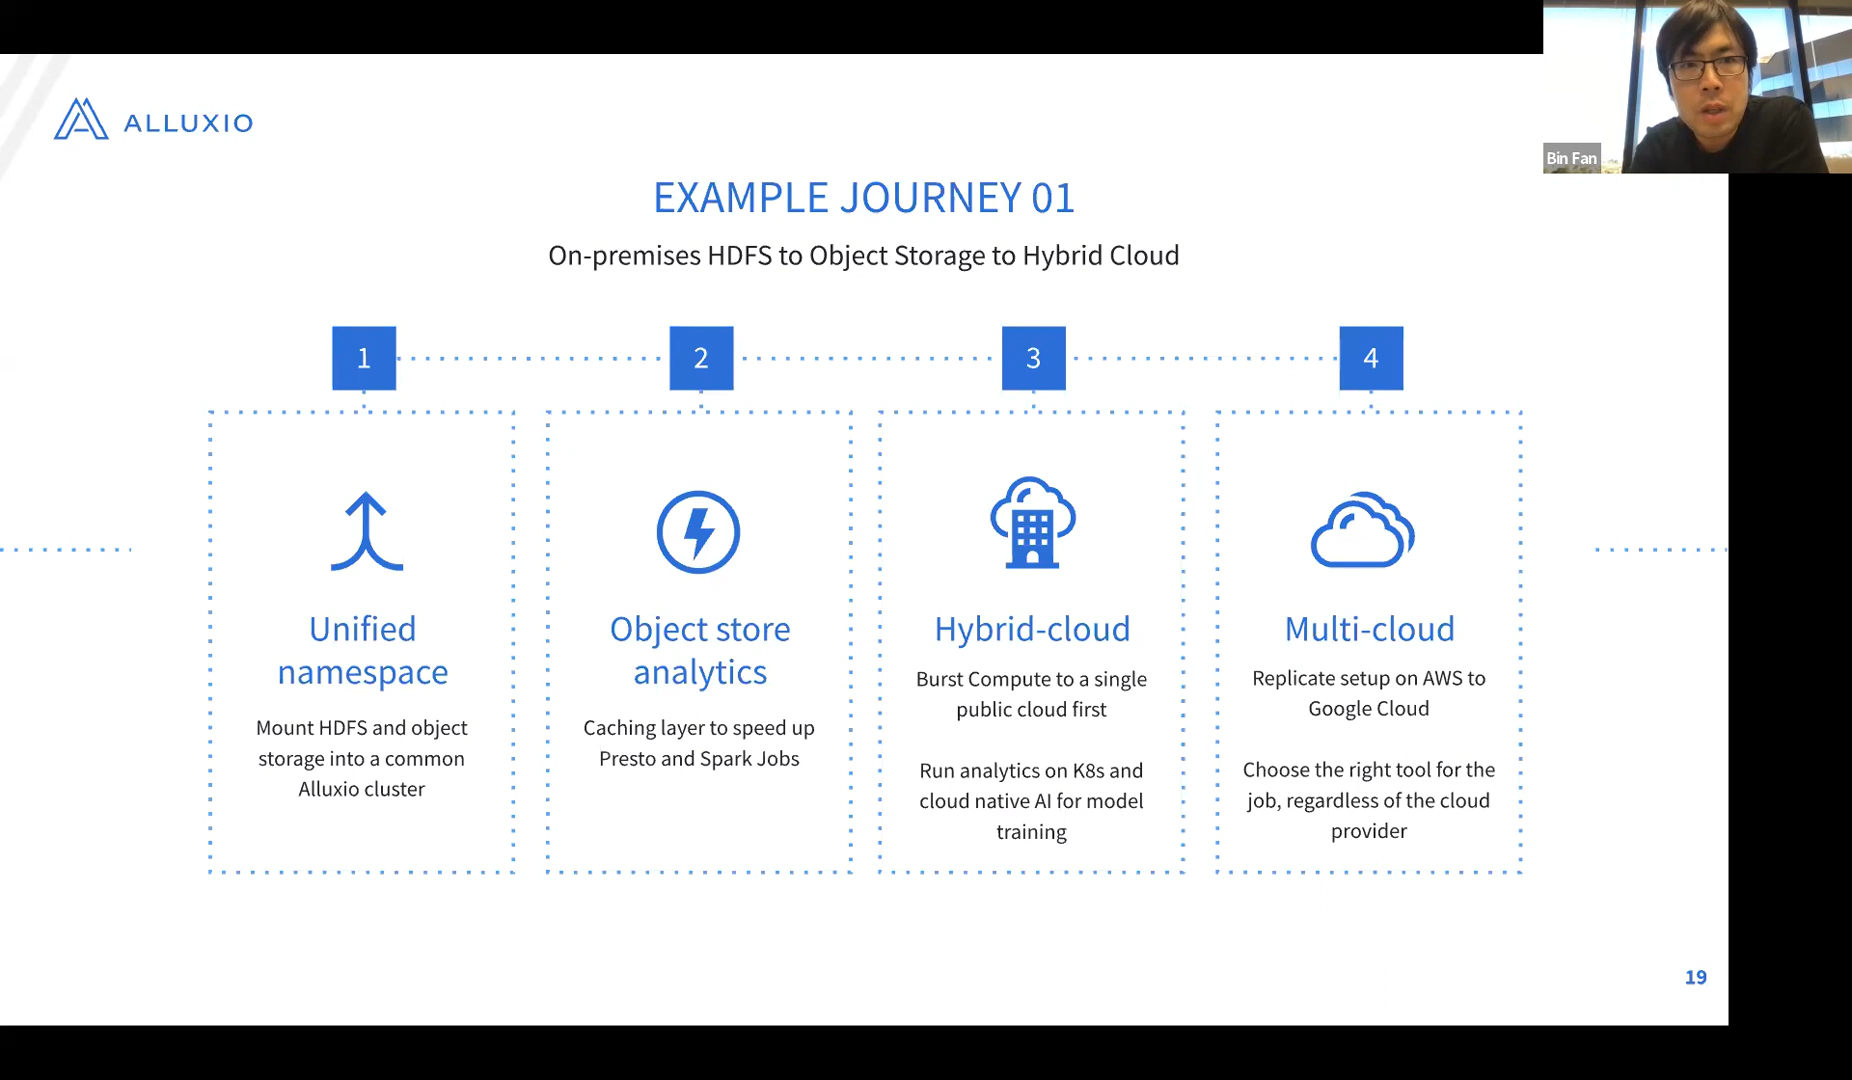 ALLUXIO
Bin Fan
EXAMPLE JOURNEY 01
On-premises HDFS to Object Storage to Hybrid Cloud
1
2
3
4
Unified
namespace
Mount HDFS and object
storage into a common
Alluxio cluster
Object store
analytics
Caching layer to speed up
Presto and Spark Jobs
Hybrid-cloud
Burst Compute to a single
public cloud first
Run analytics on K8s and
cloud native AI for model
training
Multi-cloud
Replicate setup on AWS to
Google Cloud
Choose the right tool for the
job, regardless of the cloud
provider
19